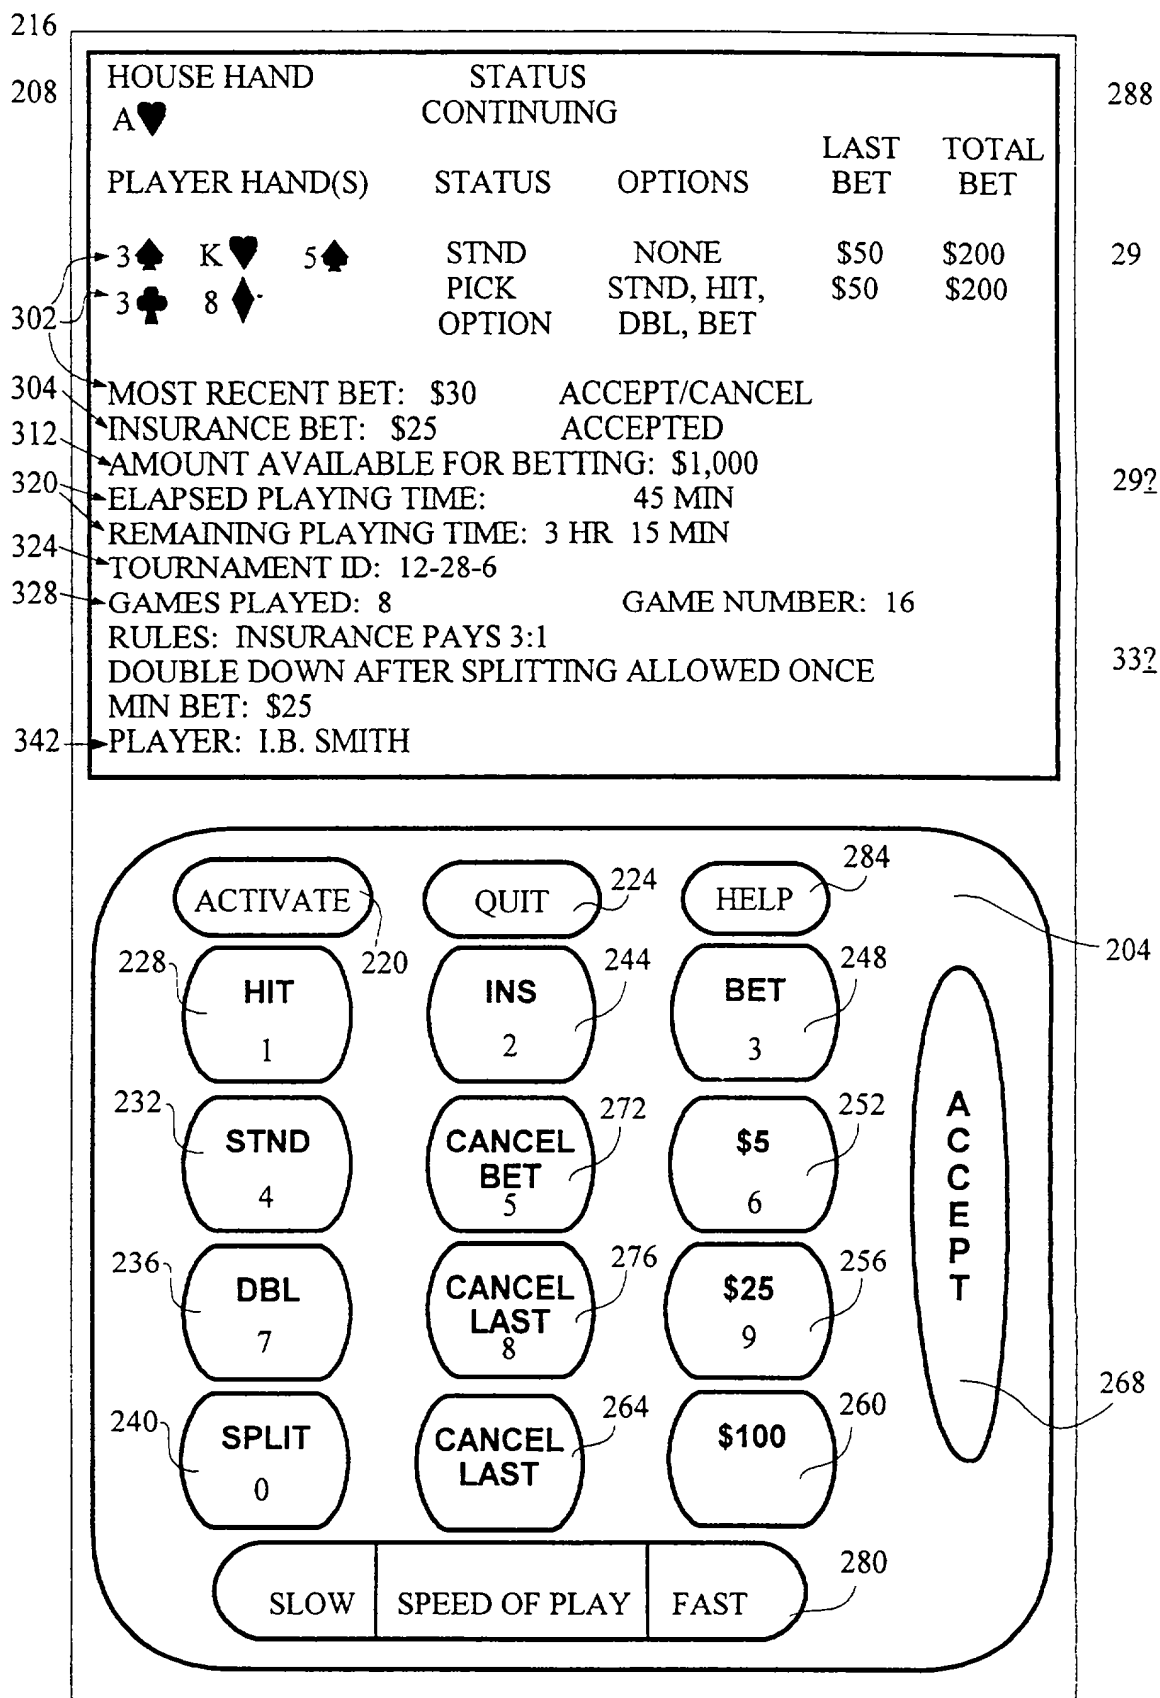 216
208 HOUSE HAND STATUS 288
A♥ CONTINUING
LAST TOTAL
PLAYER HAND(S) STATUS OPTIONS BET BET
3♠ K♥ 5♠ STND NONE $50 $200 29
302 3♣ 8♦ PICK STND, HIT, $50 $200
OPTION DBL, BET
304 MOST RECENT BET: $30 ACCEPT/CANCEL
312 INSURANCE BET: $25 ACCEPTED
AMOUNT AVAILABLE FOR BETTING: $1,000
320 ELAPSED PLAYING TIME: 45 MIN 29?
REMAINING PLAYING TIME: 3 HR 15 MIN
324 TOURNAMENT ID: 12-28-6
328 GAMES PLAYED: 8 GAME NUMBER: 16
RULES: INSURANCE PAYS 3:1
DOUBLE DOWN AFTER SPLITTING ALLOWED ONCE 33?
MIN BET: $25
342 PLAYER: I.B. SMITH
ACTIVATE QUIT 224 HELP 284
228 220 244 248 204
HIT INS BET
1 2 3
232 272 252
STND CANCEL $5
BET
4 5 6
236 276 256
DBL CANCEL $25
LAST
7 8 9
ACCEPT
268
240 264 260
SPLIT CANCEL $100
LAST
0
280
SLOW SPEED OF PLAY FAST